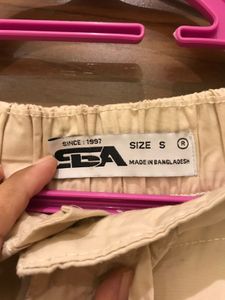 SINCE : 1997
SIZE S ®
MADE IN BANGLADESH